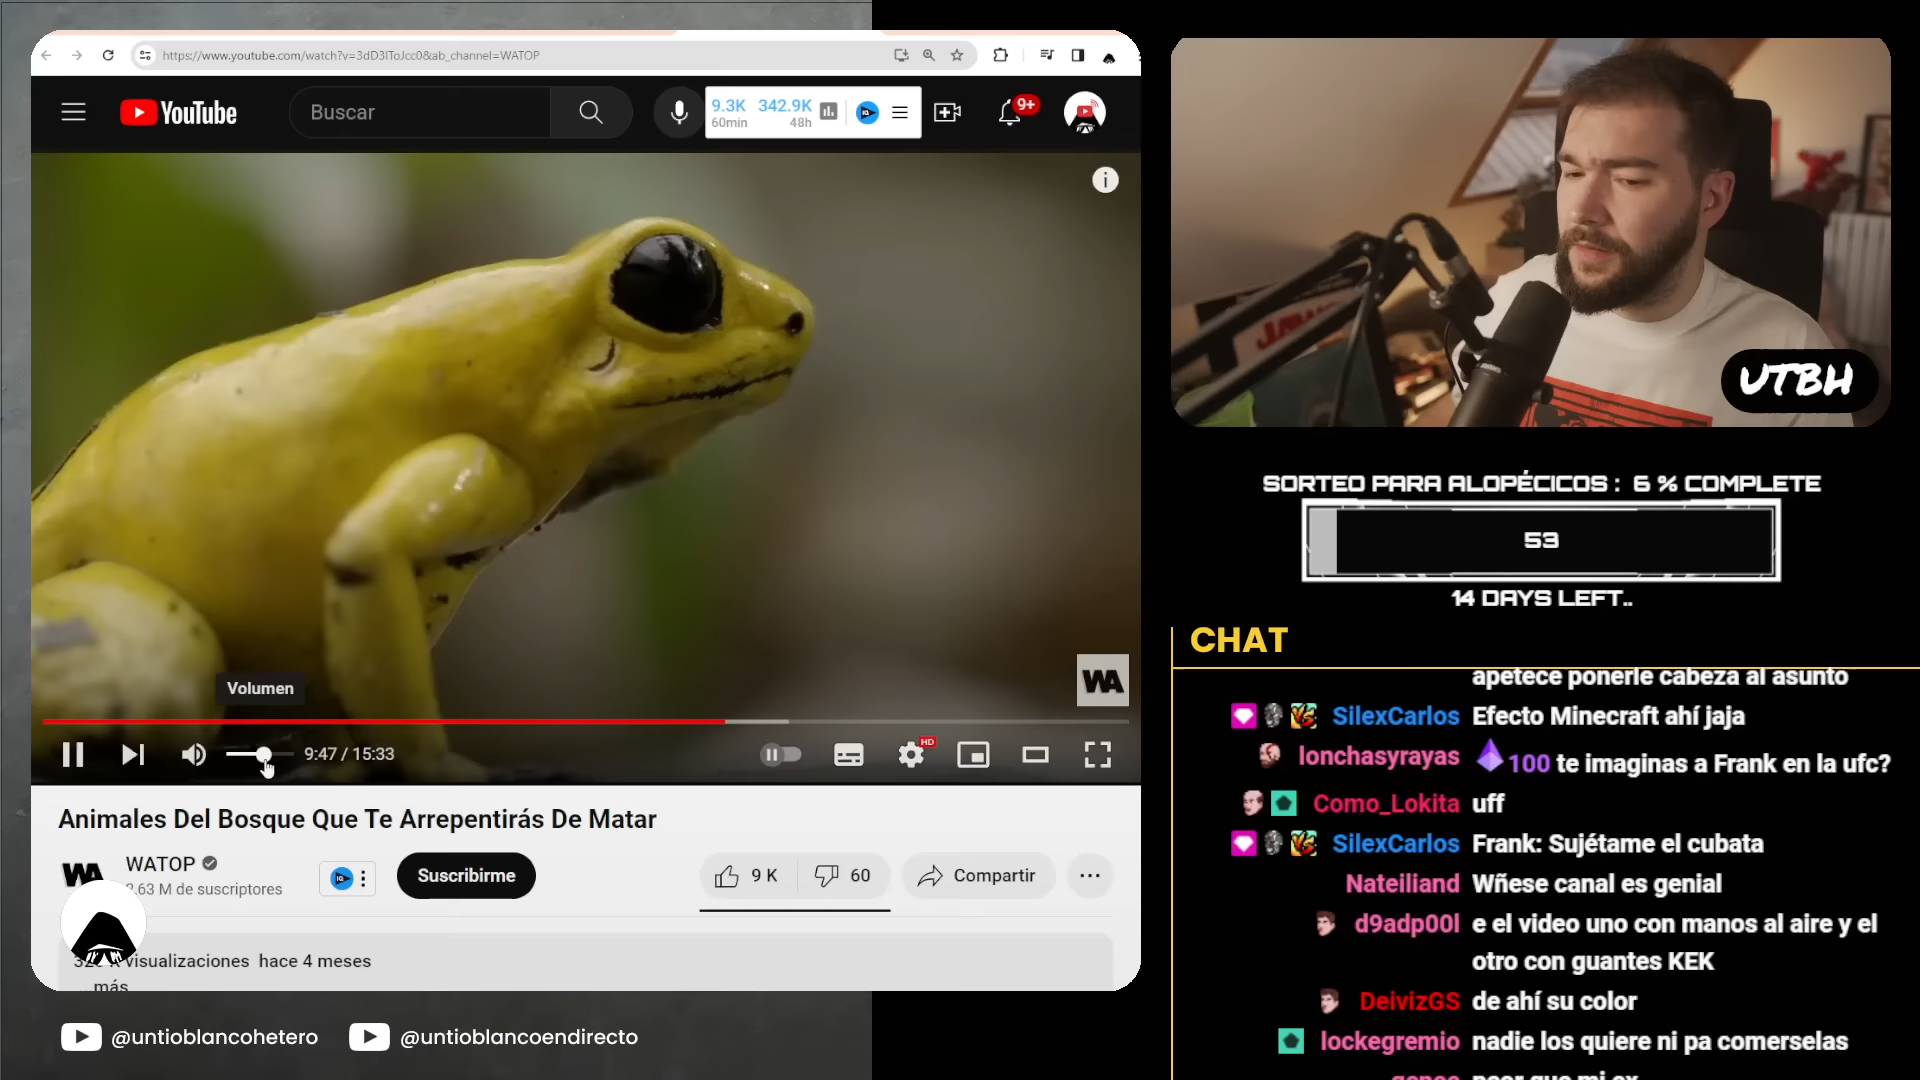 https://www.youtube.com/watch?v=3dD3IToJcc0&ab_channel=WATOP
YouTube
Buscar
9.3K 342.9K
60min 48h
9+
i
WA
Volumen
9:47 / 15:33
HD
Animales Del Bosque Que Te Arrepentirás De Matar
WATOP
.63 M de suscriptores
Suscribirme
9 K
60
Compartir
visualizaciones hace 4 meses
más
@untioblancohetero
@untioblancoendirecto
UTBH
SORTEO PARA ALOPÉCICOS : 6 % COMPLETE
53
14 DAYS LEFT..
CHAT
apetece ponerle cabeza al asunto
SilexCarlos Efecto Minecraft ahí jaja
lonchasyrayas 100 te imaginas a Frank en la ufc?
Como_Lokita uff
SilexCarlos Frank: Sujétame el cubata
Nateiliand Wñese canal es genial
d9adp00l e el video uno con manos al aire y el
otro con guantes KEK
DeivizGS de ahí su color
lockegremio nadie los quiere ni pa comerselas